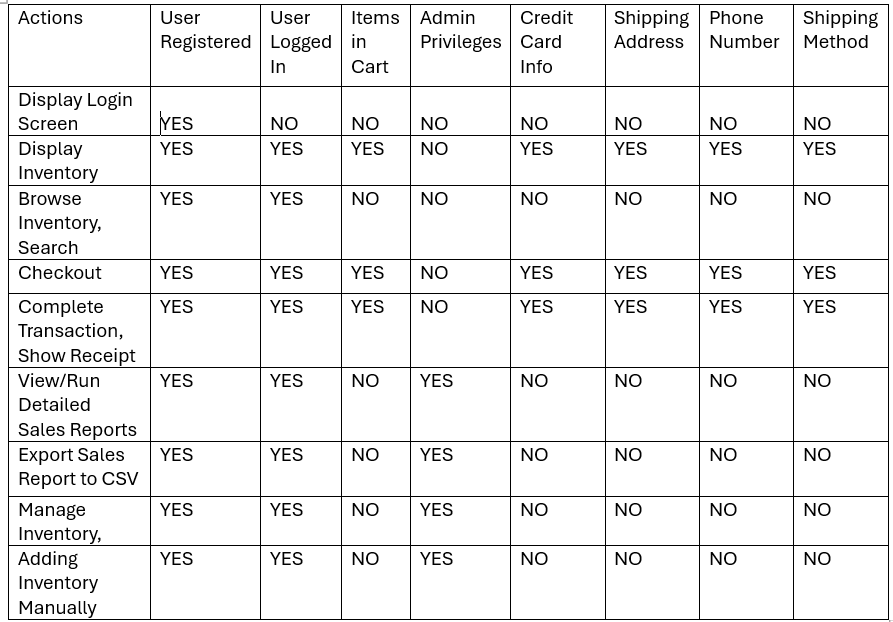 Actions User Registered User Logged In Items in Cart Admin Privileges Credit Card Info Shipping Address Phone Number Shipping Method
Display Login Screen YES NO NO NO NO NO NO NO
Display Inventory YES YES YES NO YES YES YES YES
Browse Inventory, Search YES YES NO NO NO NO NO NO
Checkout YES YES YES NO YES YES YES YES
Complete Transaction, Show Receipt YES YES YES NO YES YES YES YES
View/Run Detailed Sales Reports YES YES NO YES NO NO NO NO
Export Sales Report to CSV YES YES NO YES NO NO NO NO
Manage Inventory, YES YES NO YES NO NO NO NO
Adding Inventory Manually YES YES NO YES NO NO NO NO